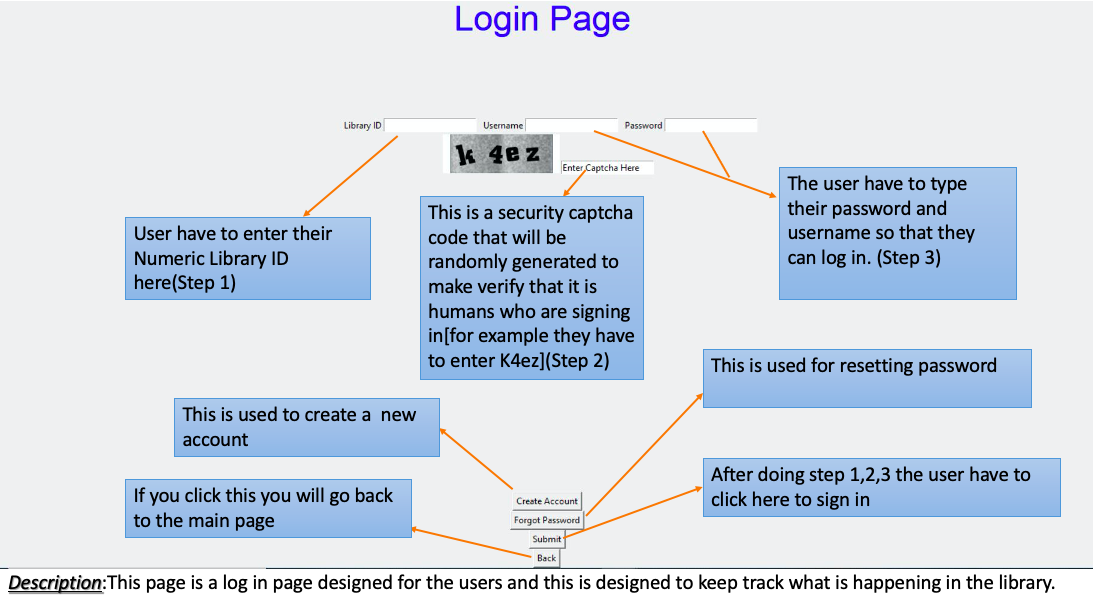 Login Page
Library ID
Username
Password
k 4ez
Enter Captcha Here
The user have to type
their password and
username so that they
can log in. (Step 3)
User have to enter their
Numeric Library ID
here(Step 1)
This is a security captcha
code that will be
randomly generated to
make verify that it is
humans who are signing
in[for example they have
to enter K4ez](Step 2)
This is used for resetting password
This is used to create a  new
account
After doing step 1,2,3 the user have to
click here to sign in
If you click this you will go back
to the main page
Create Account
Forgot Password
Submit
Back
Description:This page is a log in page designed for the users and this is designed to keep track what is happening in the library.